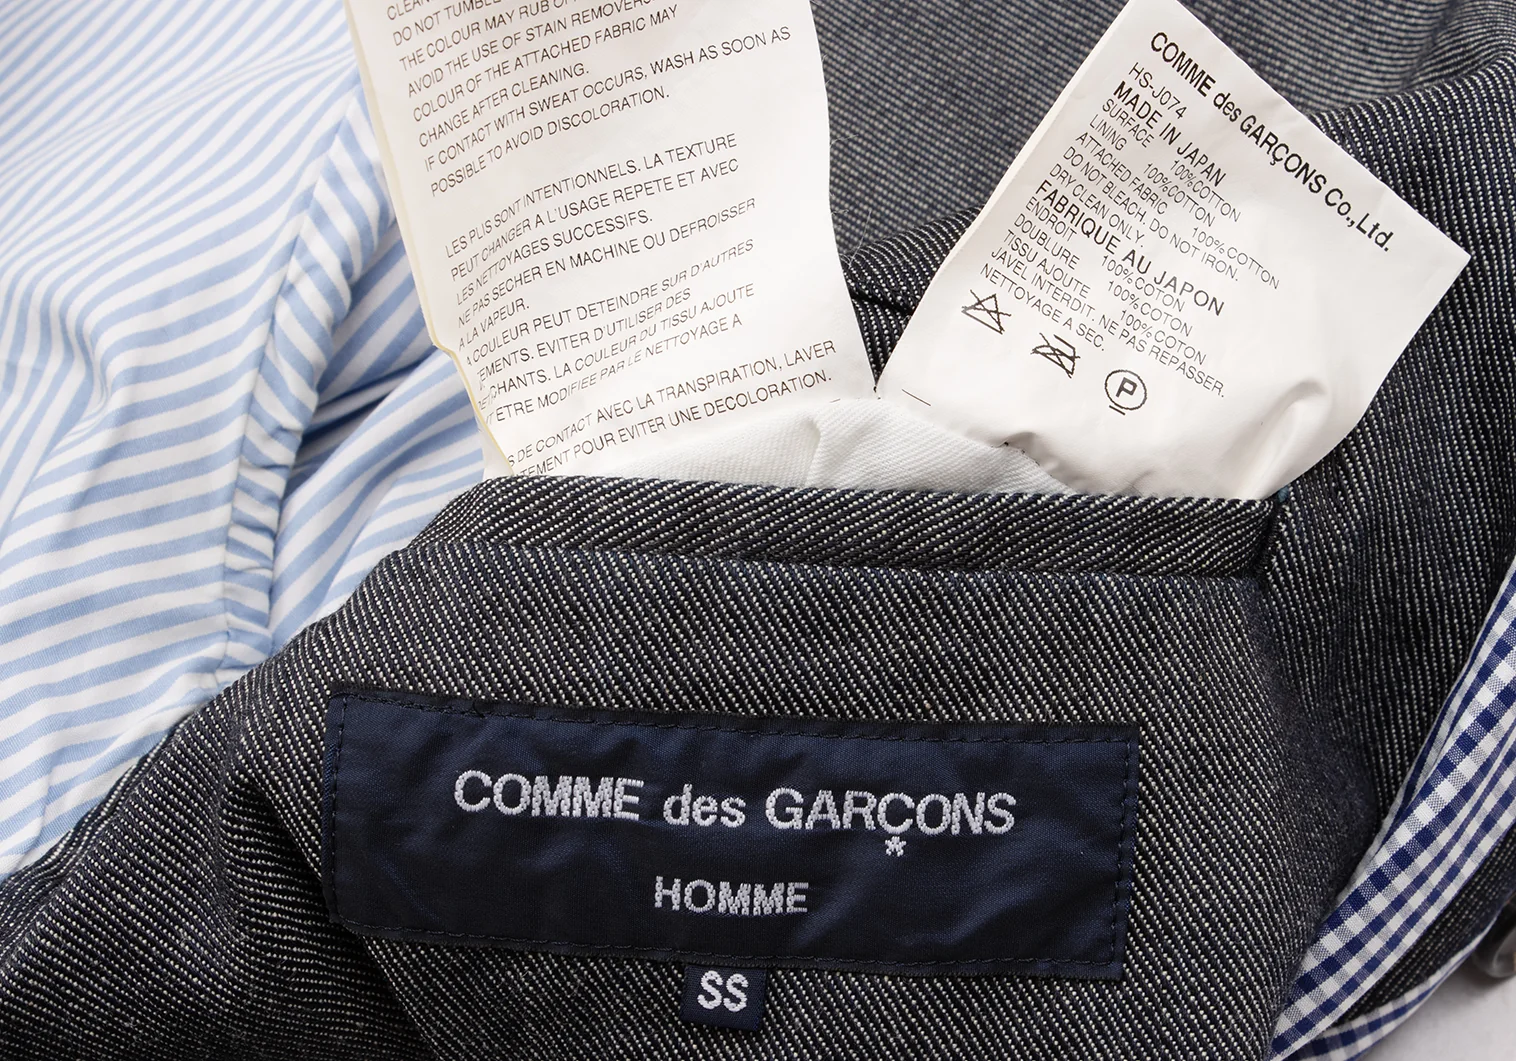 CLEAN
DO NOT TUMBLE
THE COLOUR MAY RUB
AVOID THE USE OF STAIN REMOVERS
COLOUR OF THE ATTACHED FABRIC MAY
CHANGE AFTER CLEANING.
IF CONTACT WITH SWEAT OCCURS, WASH AS SOON AS
POSSIBLE TO AVOID DISCOLORATION.
LES PLIS SONT INTENTIONNELS. LA TEXTURE
PEUT CHANGER A L'USAGE REPETE ET AVEC
LES NETTOYAGES SUCCESSIFS.
NE PAS SECHER EN MACHINE OU DEFROISSER
A LA VAPEUR.
A COULEUR PEUT DETEINDRE SUR D'AUTRES
TEMENTS. EVITER D'UTILISER DES
CHANTS. LA COULEUR DU TISSU AJOUTE
T ETRE MODIFIEE PAR LE NETTOYAGE A
S DE CONTACT AVEC LA TRANSPIRATION, LAVER
TEMENT POUR EVITER UNE DECOLORATION.
COMME des GARÇONS Co.,Ltd.
HS-J074
MADE IN JAPAN
SURFACE 100%COTTON
LINING 100%COTTON
ATTACHED FABRIC 100%COTTON
DO NOT BLEACH. DO NOT IRON.
DRY CLEAN ONLY.
FABRIQUE AU JAPON
ENDROIT 100%COTON
DOUBLURE 100%COTON
TISSU AJOUTE 100%COTON
JAVEL INTERDIT. NE PAS REPASSER.
NETTOYAGE A SEC.
P
COMME des GARÇONS
*
HOMME
SS